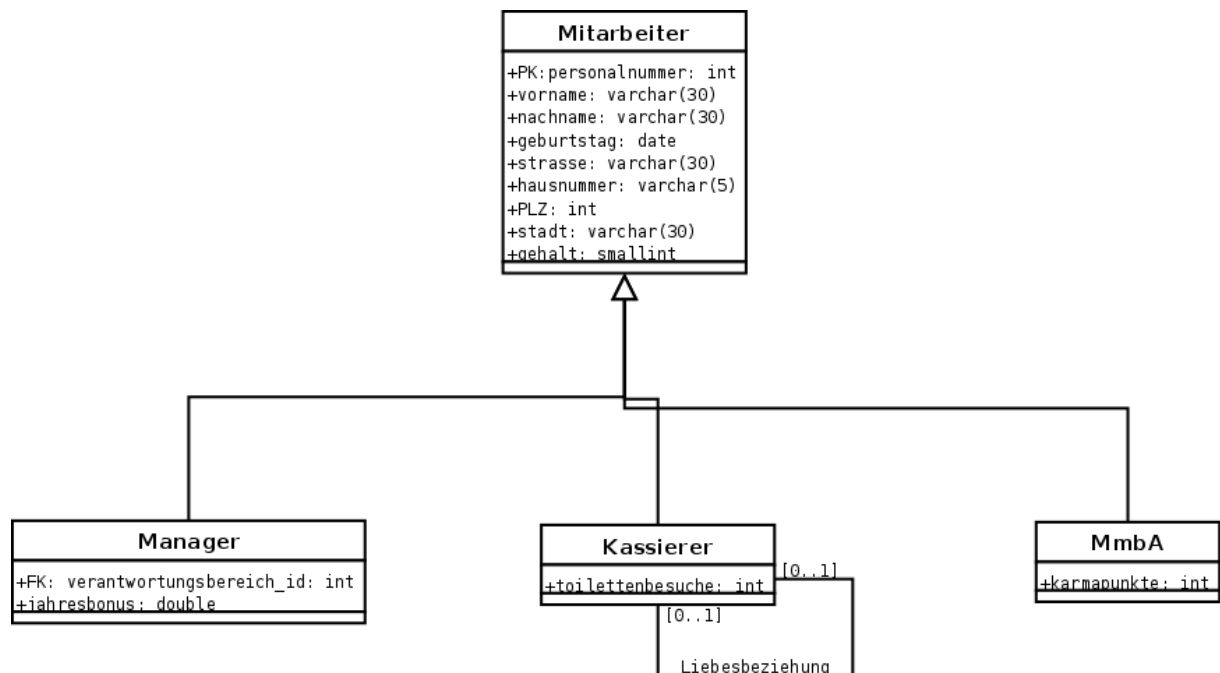 Mitarbeiter
+PK:personalnummer: int
+vorname: varchar(30)
+nachname: varchar(30)
+geburtstag: date
+strasse: varchar(30)
+hausnummer: varchar(5)
+PLZ: int
+stadt: varchar(30)
+gehalt: smallint
Manager
+FK: verantwortungsbereich_id: int
+jahresbonus: double
Kassierer
+toilettenbesuche: int
[0..1]
[0..1]
Liebesbeziehung
MmbA
+karmapunkte: int